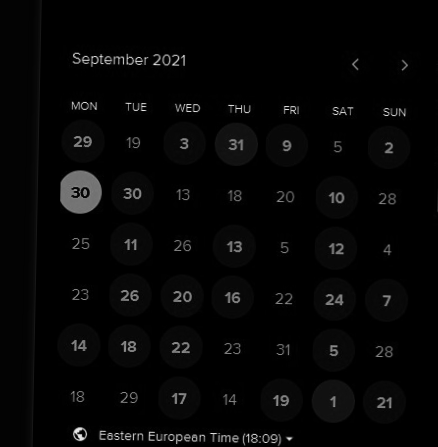 September 2021
MON TUE WED THU FRI SAT SUN
29 19 3 31 9 5 2
30 30 13 18 20 10 28
25 11 26 13 5 12 4
23 26 20 16 22 24 7
14 18 22 23 31 5 28
18 29 17 14 19 1 21
Eastern European Time (18:09)